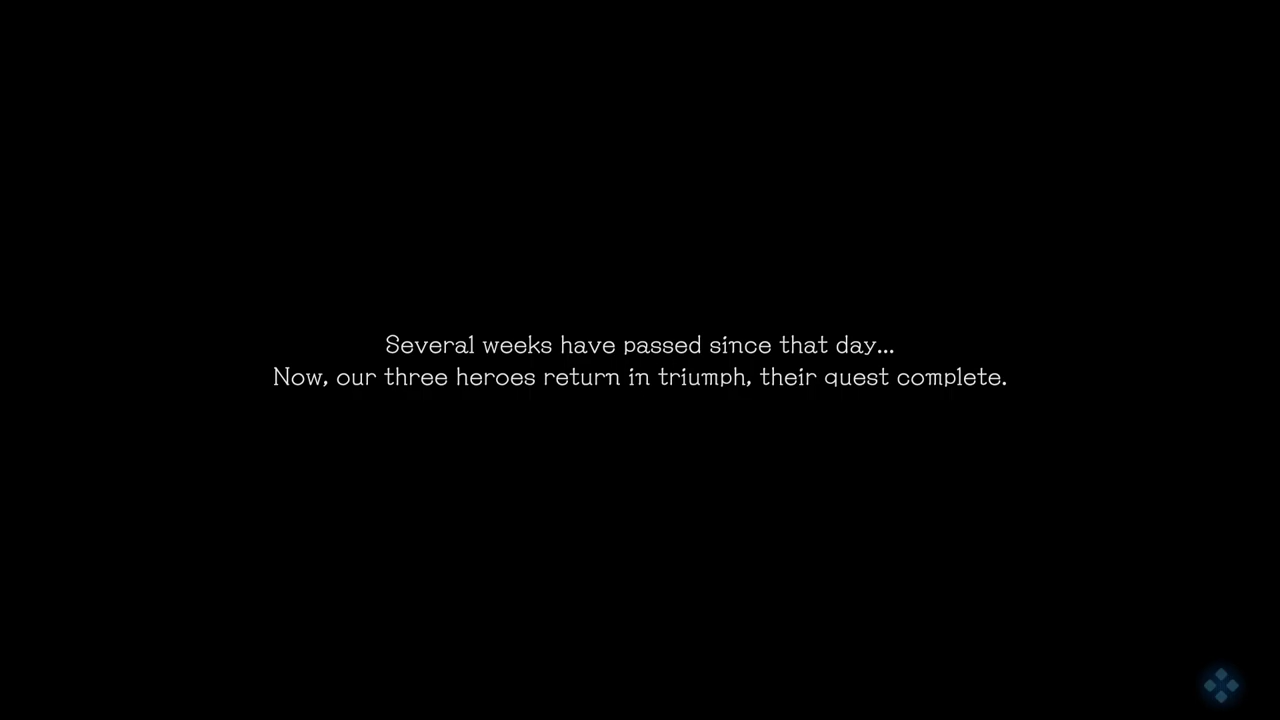 Several weeks have passed since that day...
Now, our three heroes return in triumph, their quest complete.